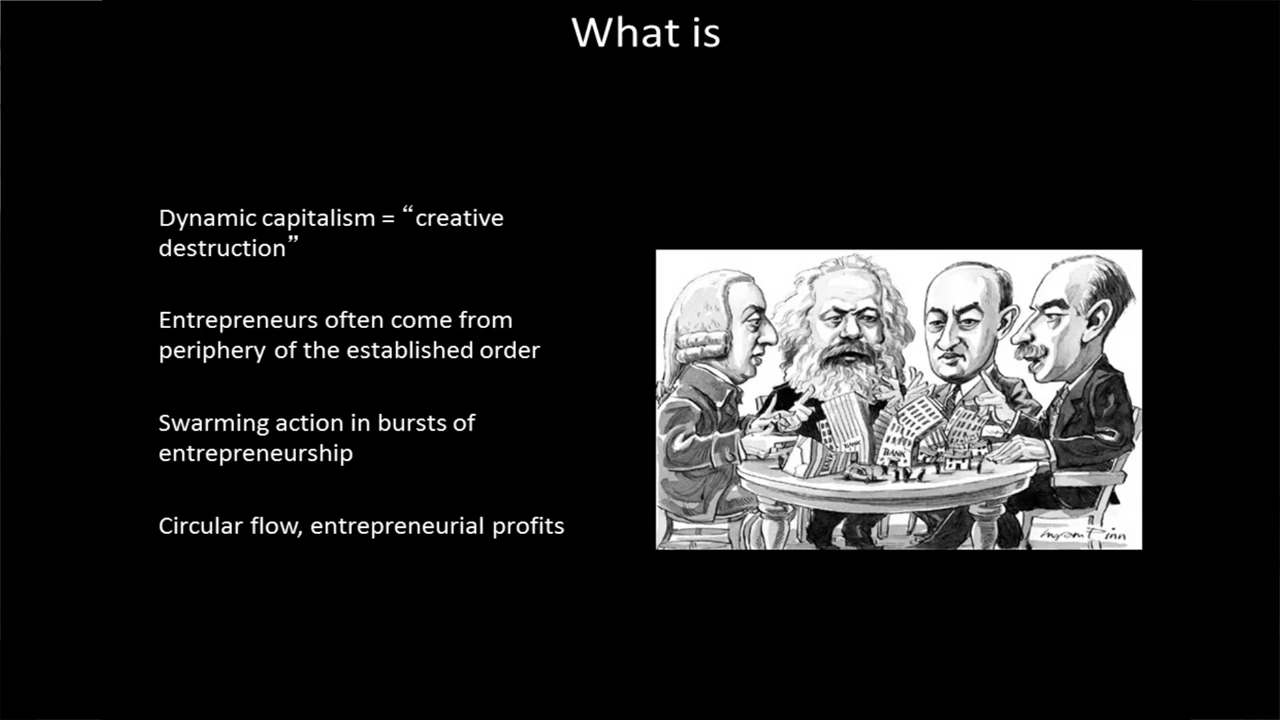 What is
Dynamic capitalism = “creative
destruction”
Entrepreneurs often come from
periphery of the established order
Swarming action in bursts of
entrepreneurship
Circular flow, entrepreneurial profits
BANK